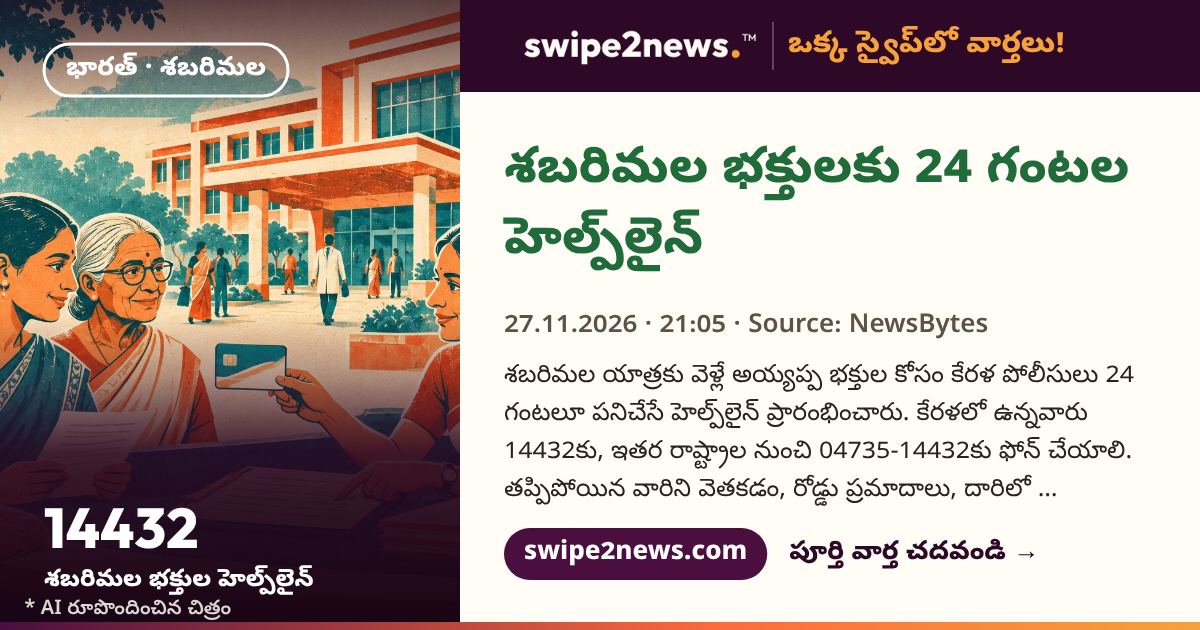 భారత్ · శబరిమల
swipe2news.™ | ఒక్క స్వైప్‌లో వార్తలు!
శబరిమల భక్తులకు 24 గంటల
హెల్ప్‌లైన్
27.11.2026 · 21:05 · Source: NewsBytes
శబరిమల యాత్రకు వెళ్లే అయ్యప్ప భక్తుల కోసం కేరళ పోలీసులు 24
గంటలూ పనిచేసే హెల్ప్‌లైన్ ప్రారంభించారు. కేరళలో ఉన్నవారు
14432కు, ఇతర రాష్ట్రాల నుంచి 04735-14432కు ఫోన్ చేయాలి.
తప్పిపోయిన వారిని వెతకడం, రోడ్డు ప్రమాదాలు, దారిలో ...
swipe2news.com పూర్తి వార్త చదవండి →
14432
శబరిమల భక్తుల హెల్ప్‌లైన్
* AI రూపొందించిన చిత్రం